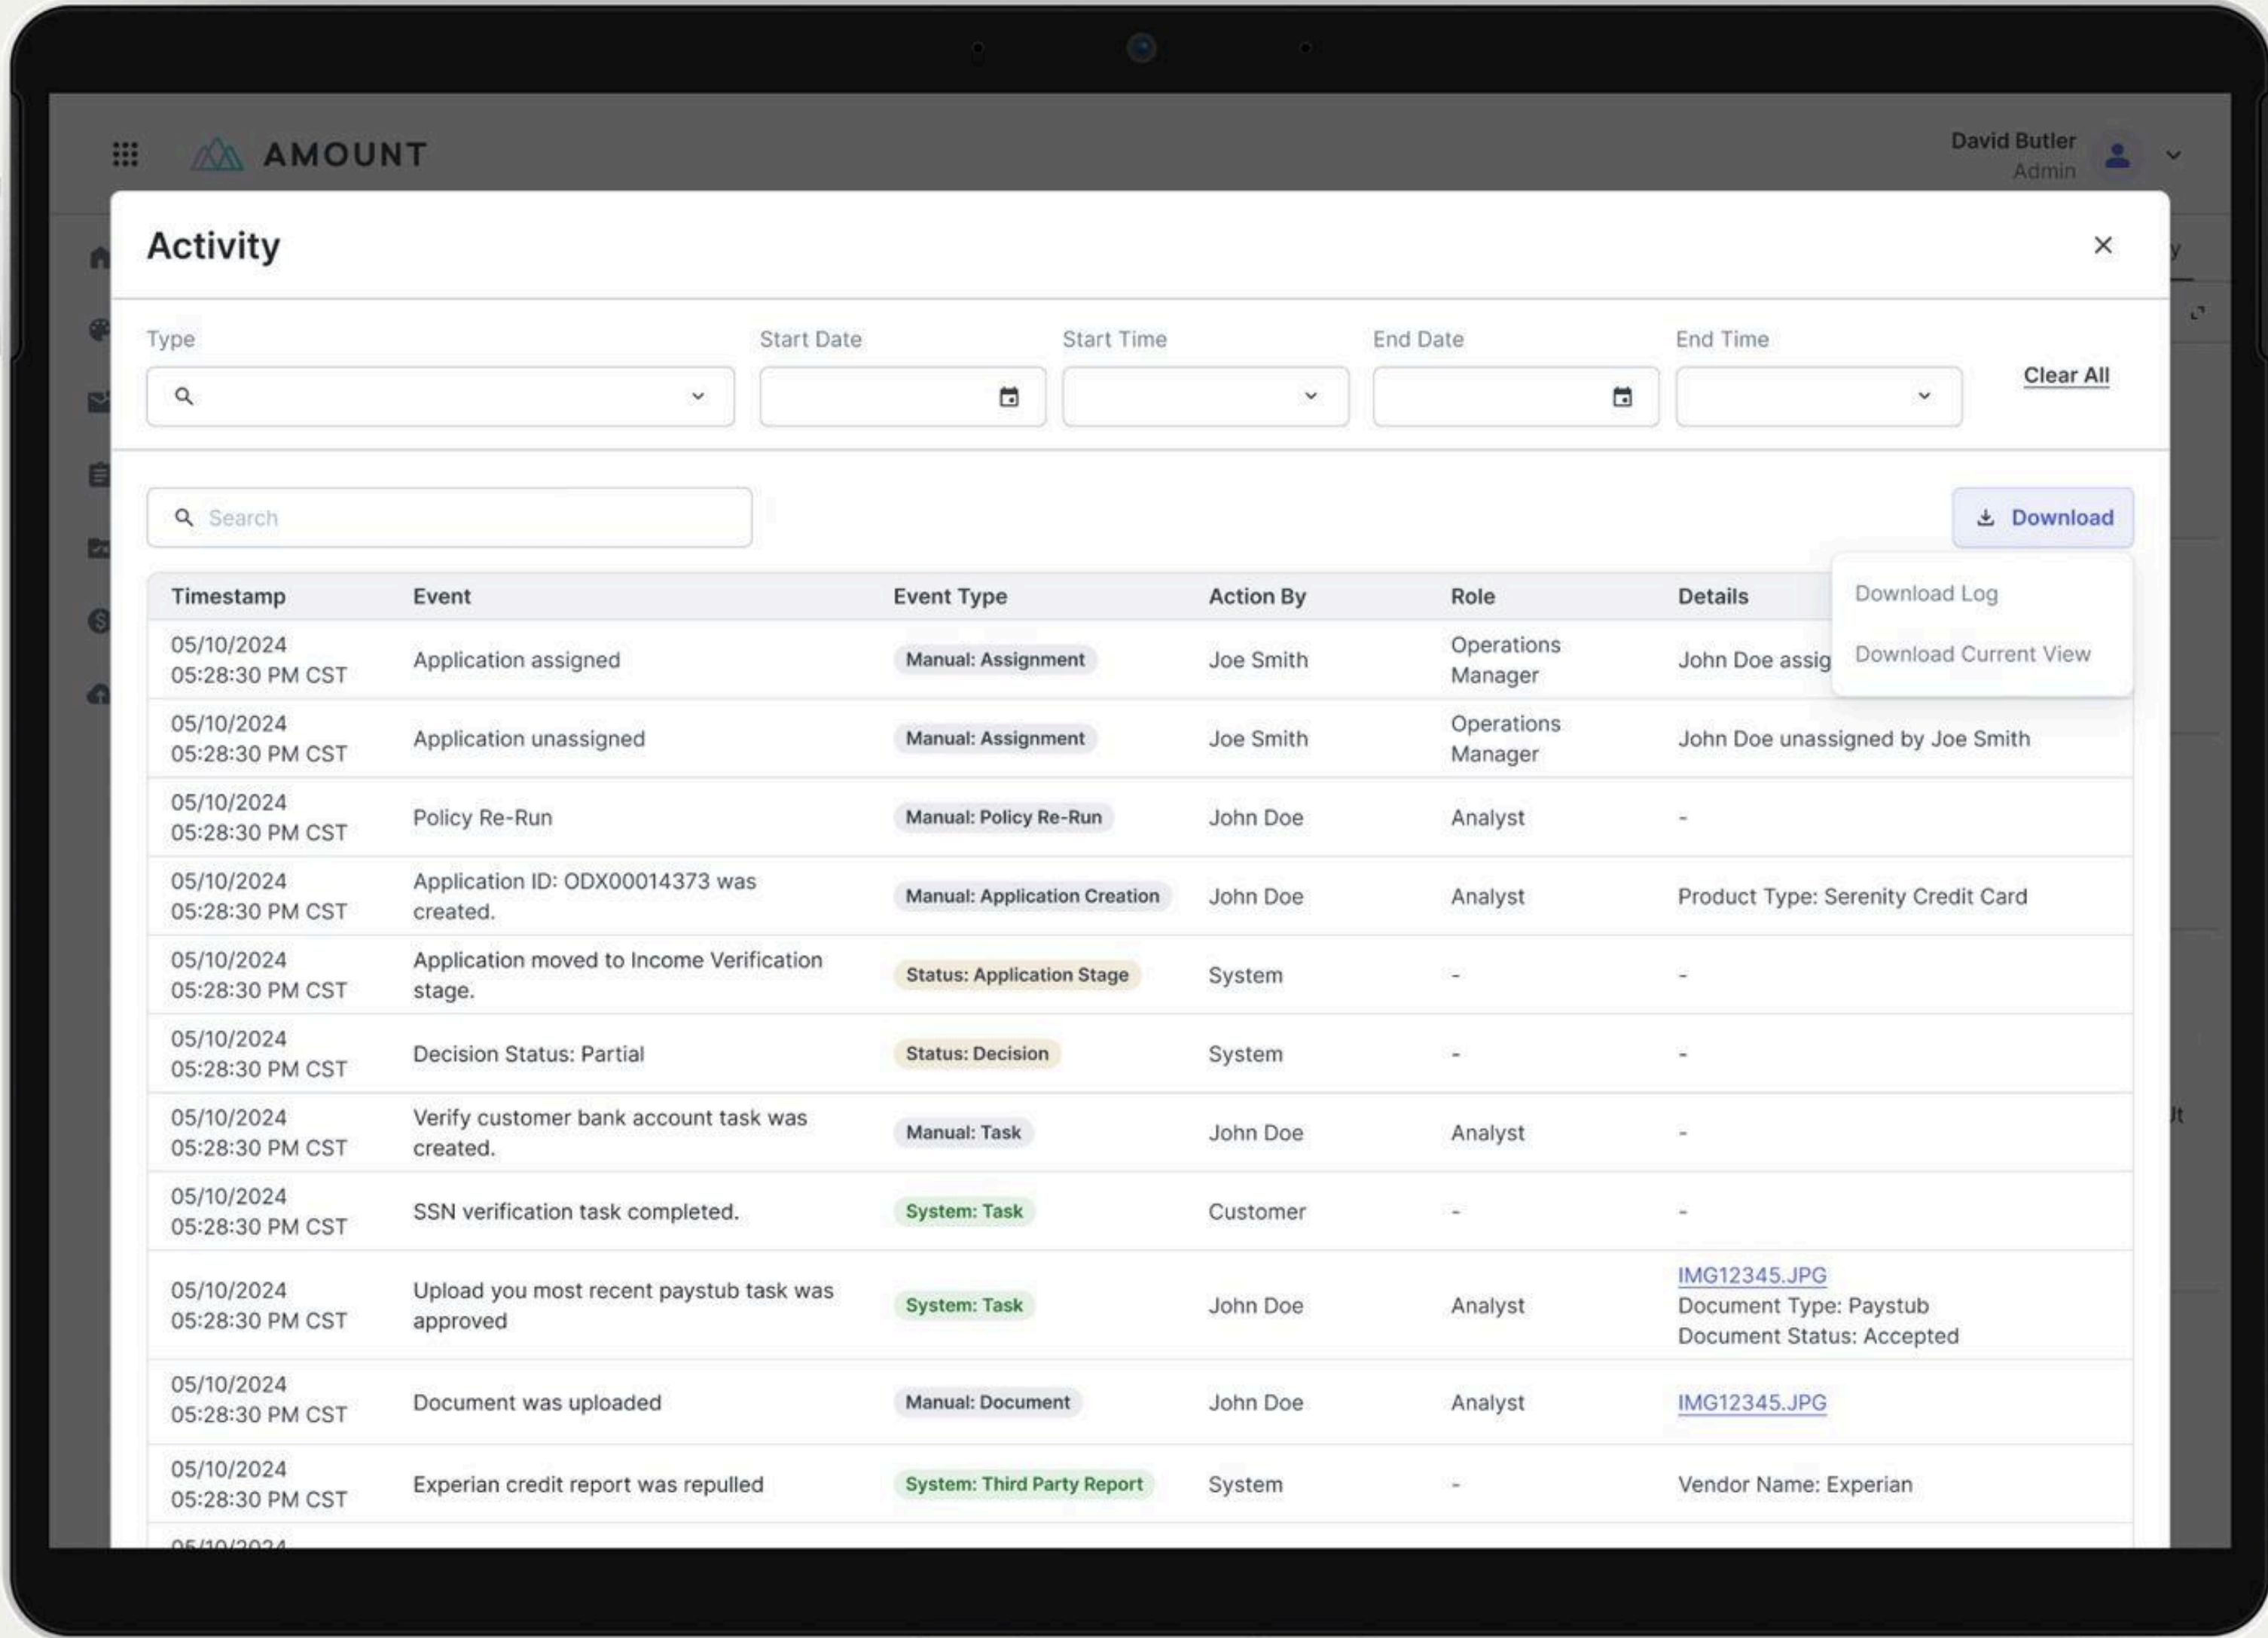 AMOUNT
David Butler
Admin
Activity
Type
Start Date
Start Time
End Date
End Time
Clear All
Search
Download
Download Log
Download Current View
Timestamp
Event
Event Type
Action By
Role
Details
05/10/2024
05:28:30 PM CST
Application assigned
Manual: Assignment
Joe Smith
Operations
Manager
John Doe assig
05/10/2024
05:28:30 PM CST
Application unassigned
Manual: Assignment
Joe Smith
Operations
Manager
John Doe unassigned by Joe Smith
05/10/2024
05:28:30 PM CST
Policy Re-Run
Manual: Policy Re-Run
John Doe
Analyst
-
05/10/2024
05:28:30 PM CST
Application ID: ODX00014373 was
created.
Manual: Application Creation
John Doe
Analyst
Product Type: Serenity Credit Card
05/10/2024
05:28:30 PM CST
Application moved to Income Verification
stage.
Status: Application Stage
System
-
-
05/10/2024
05:28:30 PM CST
Decision Status: Partial
Status: Decision
System
-
-
05/10/2024
05:28:30 PM CST
Verify customer bank account task was
created.
Manual: Task
John Doe
Analyst
-
05/10/2024
05:28:30 PM CST
SSN verification task completed.
System: Task
Customer
-
-
05/10/2024
05:28:30 PM CST
Upload you most recent paystub task was
approved
System: Task
John Doe
Analyst
IMG12345.JPG
Document Type: Paystub
Document Status: Accepted
05/10/2024
05:28:30 PM CST
Document was uploaded
Manual: Document
John Doe
Analyst
IMG12345.JPG
05/10/2024
05:28:30 PM CST
Experian credit report was repulled
System: Third Party Report
System
-
Vendor Name: Experian
05/10/2024